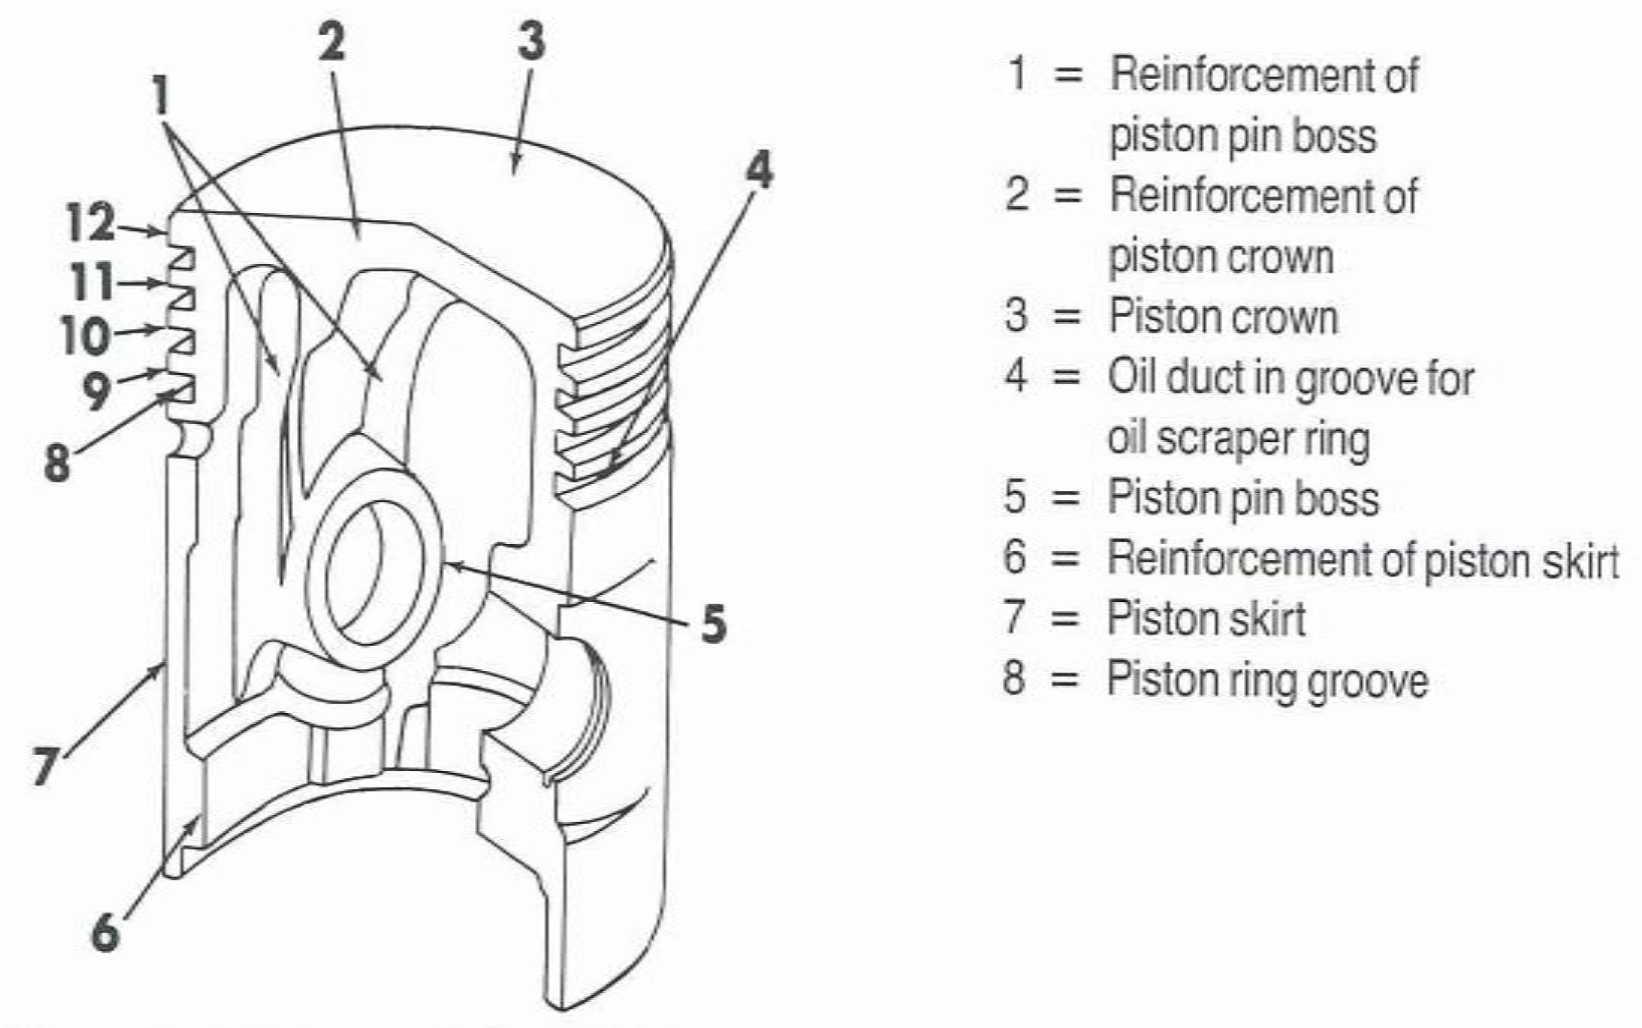 2
3
1
4
12
11
10
9
8
5
7
6
1 = Reinforcement of
piston pin boss
2 = Reinforcement of
piston crown
3 = Piston crown
4 = Oil duct in groove for
oil scraper ring
5 = Piston pin boss
6 = Reinforcement of piston skirt
7 = Piston skirt
8 = Piston ring groove